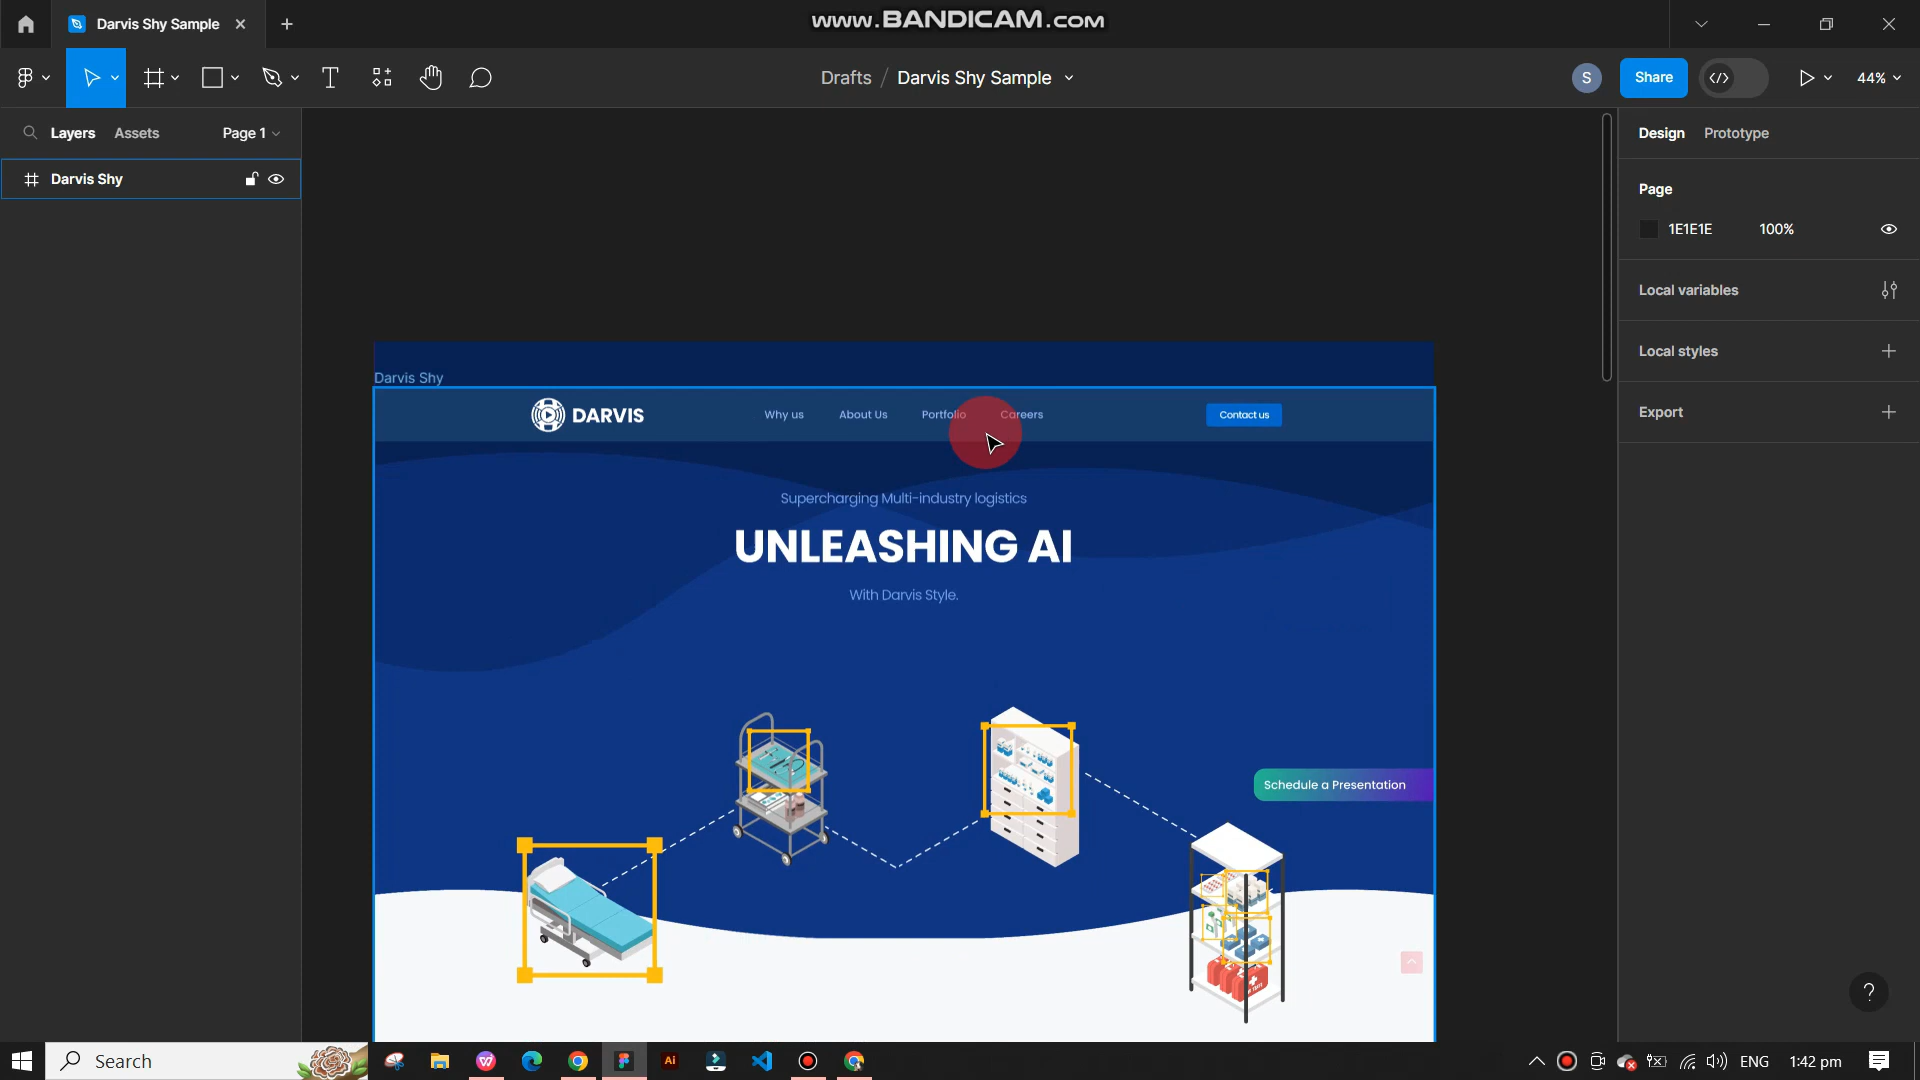 Darvis Shy Sample
www.BANDICAM.com
Drafts / Darvis Shy Sample
S
Share
44%
Layers
Assets
Page 1
Design
Prototype
Darvis Shy
Page
1E1E1E
100%
Local variables
Local styles
Export
Darvis Shy
DARVIS
Why us
About Us
Portfolio
Careers
Contact us
Supercharging Multi-industry logistics
UNLEASHING AI
With Darvis Style.
Schedule a Presentation
?
Search
Ai
ENG
1:42 pm